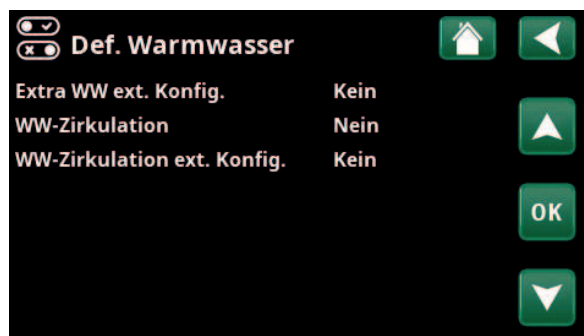 Def. Warmwasser
Extra WW ext. Konfig. Kein
WW-Zirkulation Nein
WW-Zirkulation ext. Konfig. Kein
OK